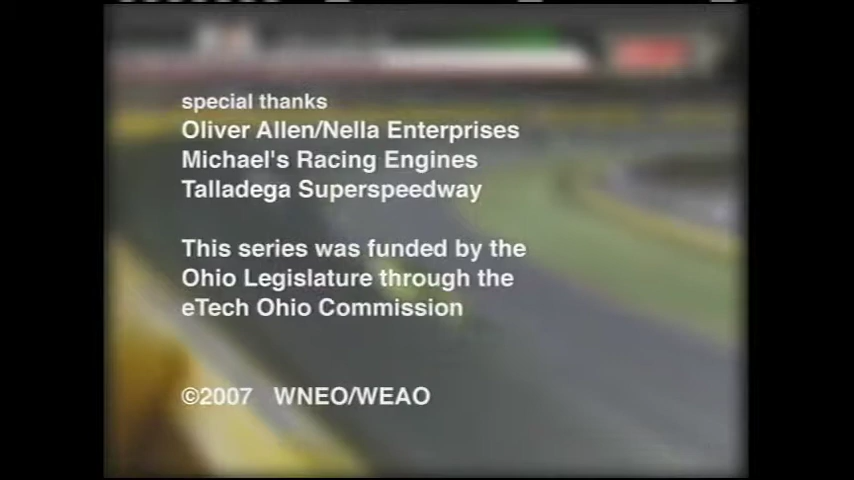 special thanks
Oliver Allen/Nella Enterprises
Michael's Racing Engines
Talladega Superspeedway
This series was funded by the
Ohio Legislature through the
eTech Ohio Commission
©2007 WNEO/WEAO